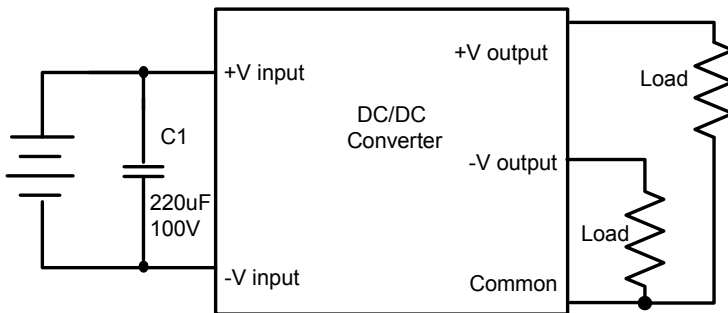 +V input
+V output
Load
DC/DC
Converter
C1
-V output
220uF
100V
Load
-V input
Common